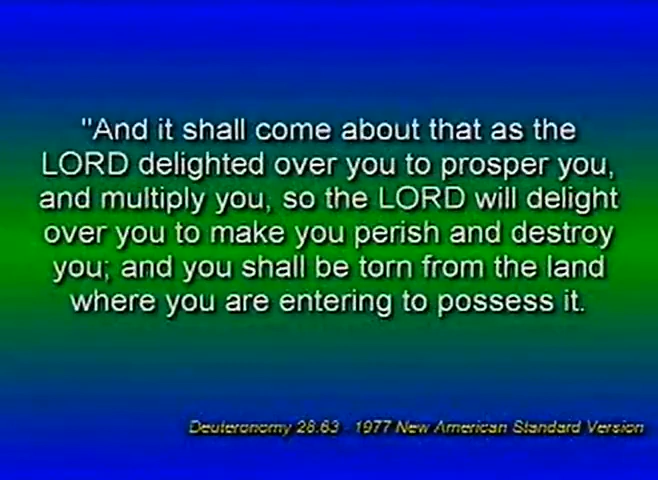 "And it shall come about that as the
LORD delighted over you to prosper you,
and multiply you, so the LORD will delight
over you to make you perish and destroy
you; and you shall be torn from the land
where you are entering to possess it.
Deuteronomy 28.63 - 1977 New American Standard Version